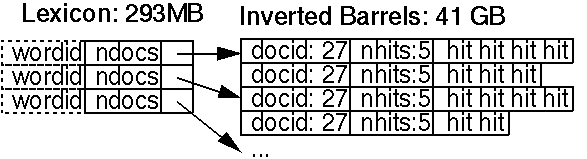 Lexicon: 293MB
Inverted Barrels: 41 GB
wordid ndocs
wordid ndocs
wordid ndocs
docid: 27 nhits:5 hit hit hit hit
docid: 27 nhits:5 hit hit hit
docid: 27 nhits:5 hit hit hit hit
docid: 27 nhits:5 hit hit
...